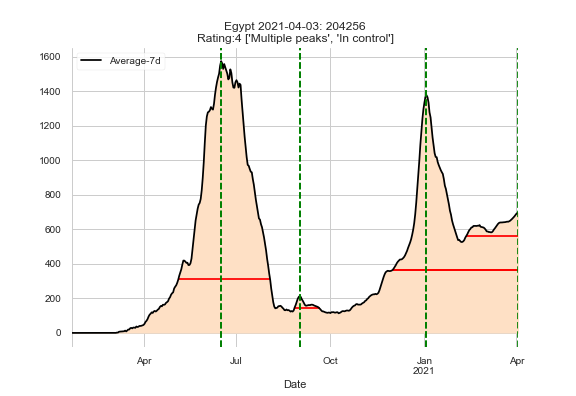 Egypt 2021-04-03: 204256
Rating:4 ['Multiple peaks', 'In control']
Average-7d
1600
1400
1200
1000
800
600
400
200
0
Apr
Jul
Oct
Jan
2021
Apr
Date